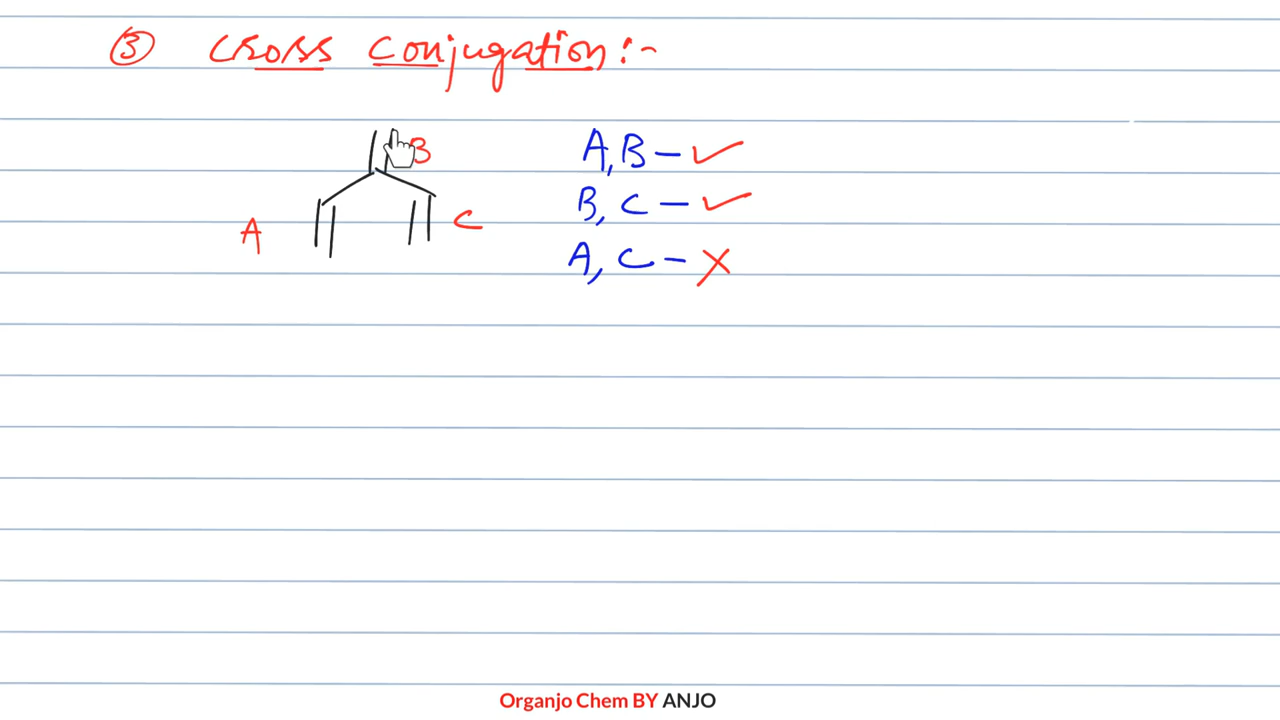 ③ Cross Conjugation :-
B
A
C
A, B - ✓
B, C - ✓
A, C - ✗
Organjo Chem BY ANJO